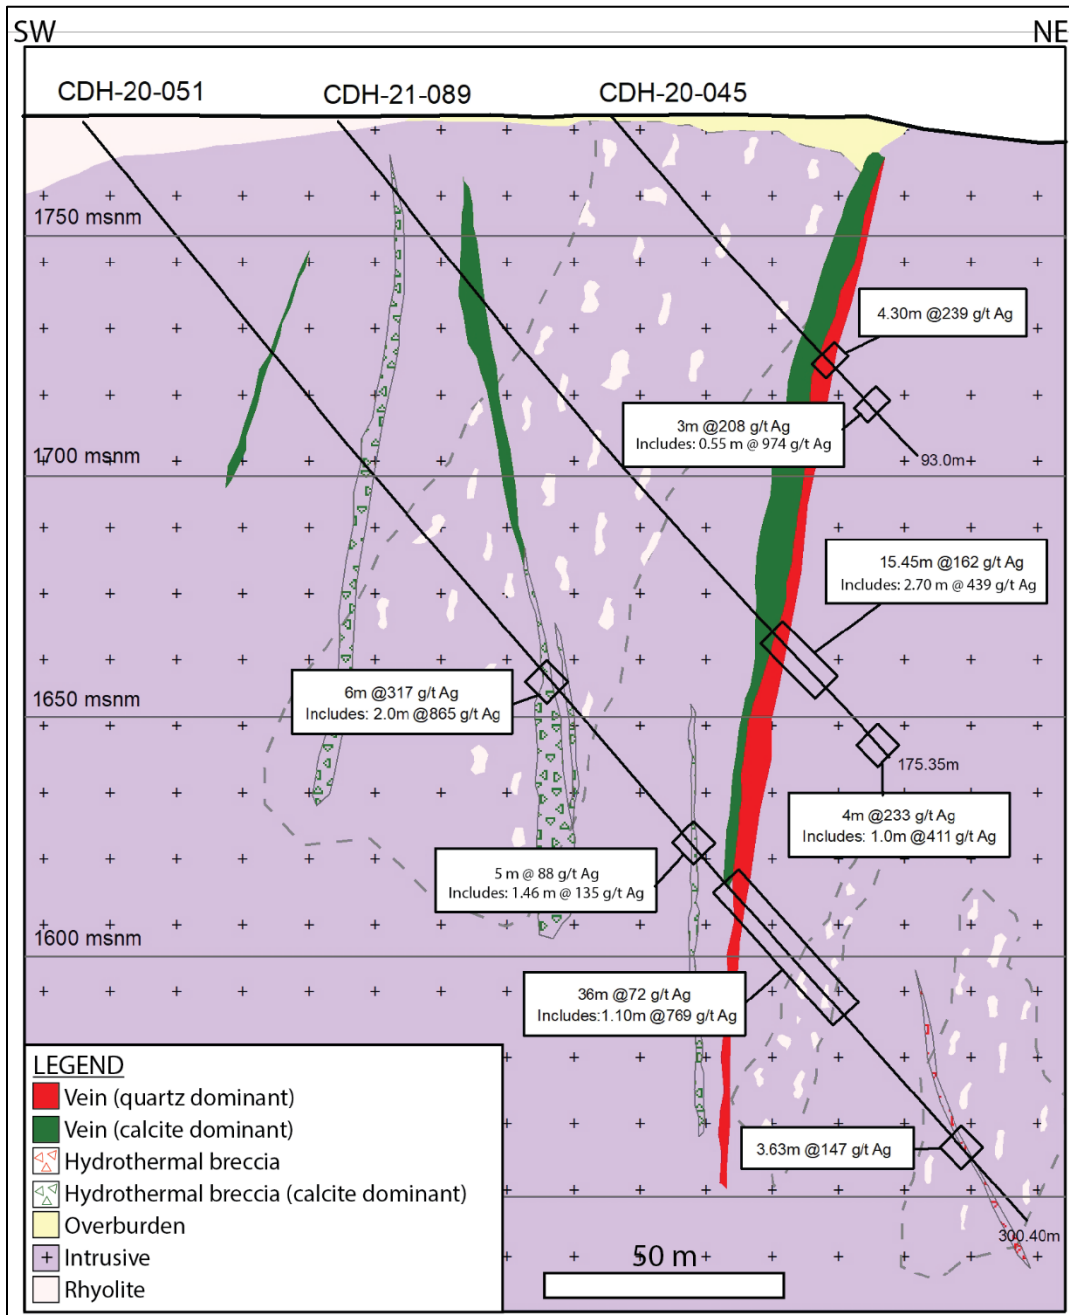 SW
NE
CDH-20-051
CDH-21-089
CDH-20-045
1750 msnm
4.30m @239 g/t Ag
3m @208 g/t Ag
Includes: 0.55 m @ 974 g/t Ag
1700 msnm
93.0m
15.45m @162 g/t Ag
Includes: 2.70 m @ 439 g/t Ag
6m @317 g/t Ag
Includes: 2.0m @865 g/t Ag
1650 msnm
175.35m
4m @233 g/t Ag
Includes: 1.0m @411 g/t Ag
5 m @ 88 g/t Ag
Includes: 1.46 m @ 135 g/t Ag
1600 msnm
36m @72 g/t Ag
Includes:1.10m @769 g/t Ag
3.63m @147 g/t Ag
300.40m
LEGEND
Vein (quartz dominant)
Vein (calcite dominant)
Hydrothermal breccia
Hydrothermal breccia (calcite dominant)
Overburden
Intrusive
Rhyolite
50 m